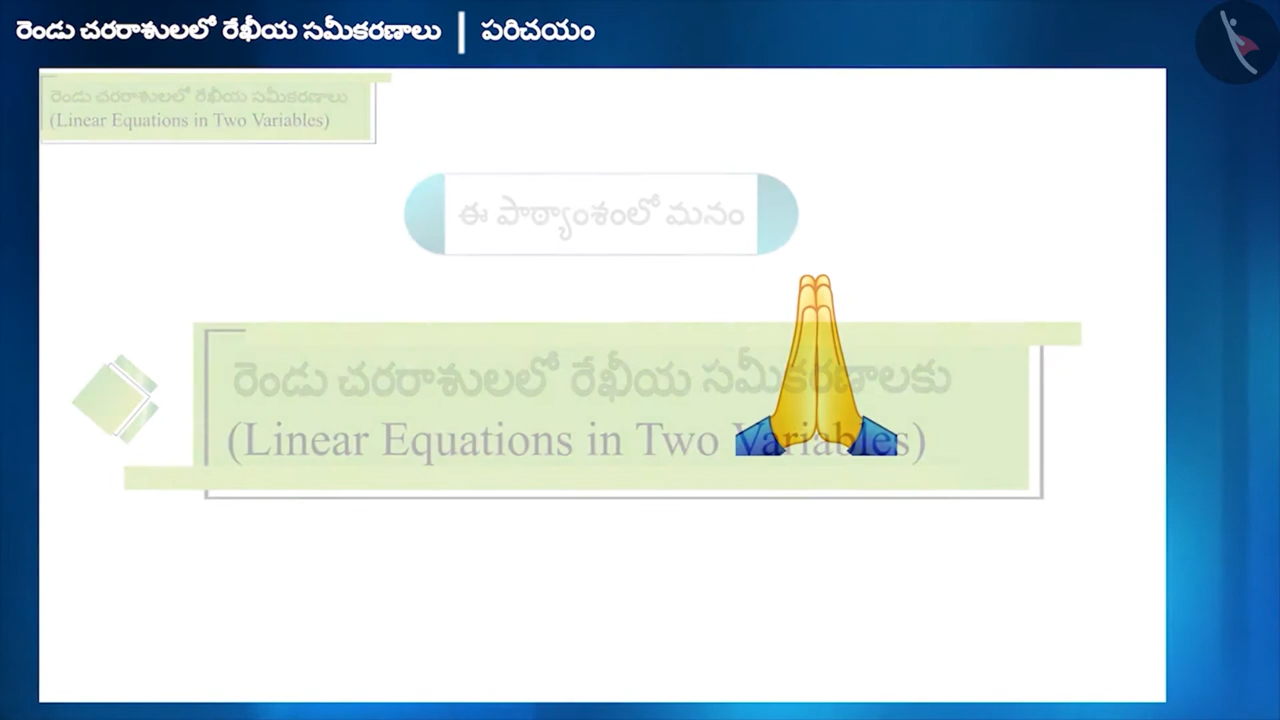 రెండు చరరాశులలో రేఖీయ సమీకరణాలు | పరిచయం
రెండు చరరాశులలో రేఖీయ సమీకరణాలు
(Linear Equations in Two Variables)
ఈ పాఠ్యాంశంలో మనం
రెండు చరరాశులలో రేఖీయ సమీకరణాలకు
(Linear Equations in Two Variables)